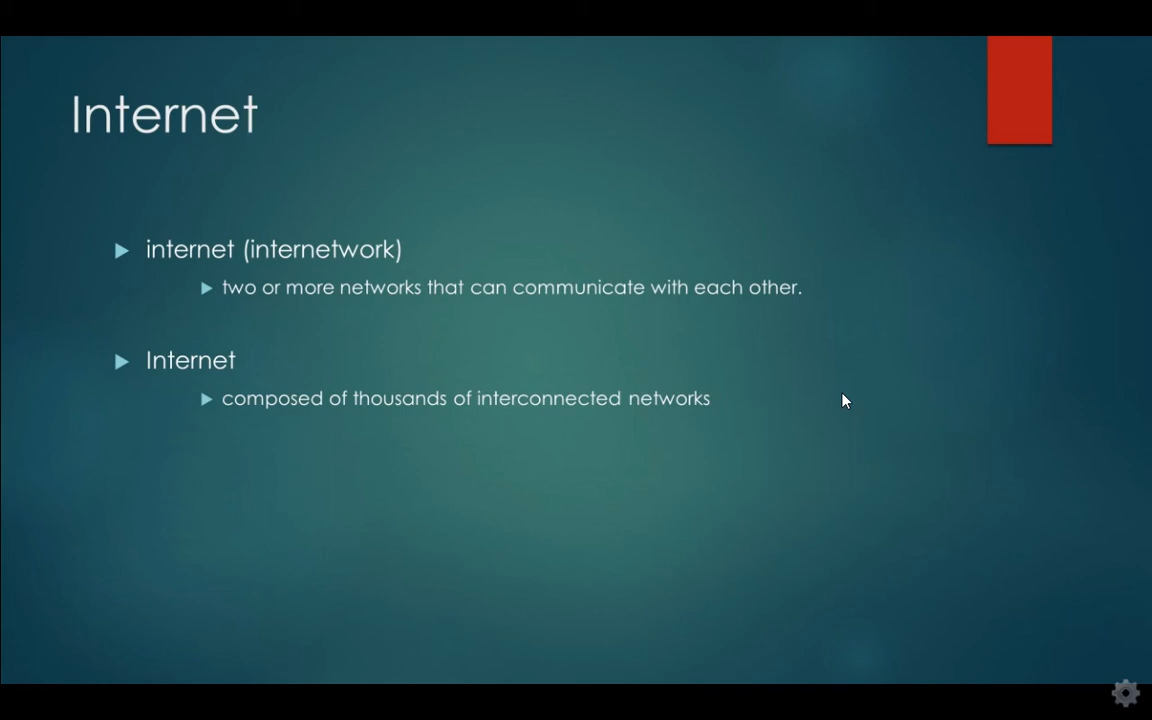 Internet
internet (internetwork)
two or more networks that can communicate with each other.
Internet
composed of thousands of interconnected networks